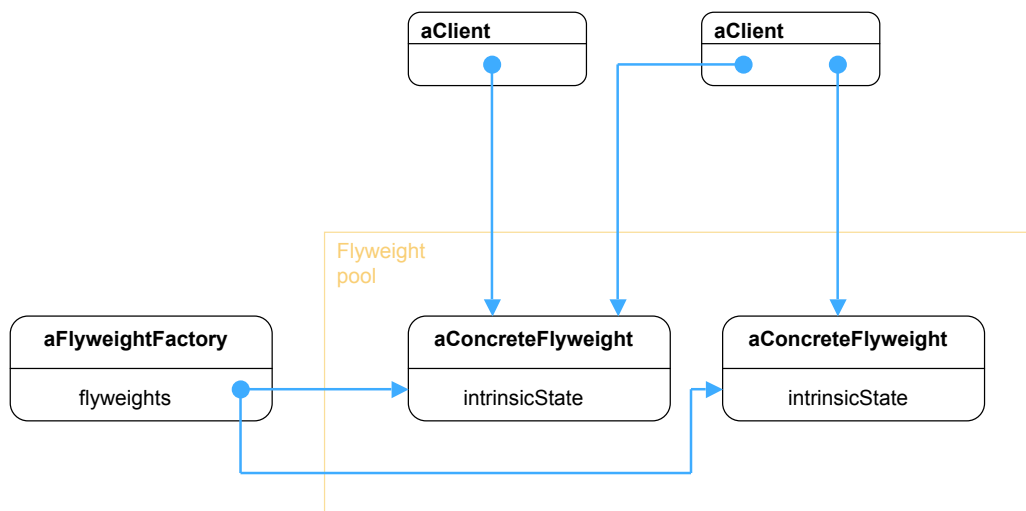 aClient
aClient
Flyweight
pool
aFlyweightFactory
flyweights
aConcreteFlyweight
intrinsicState
aConcreteFlyweight
intrinsicState